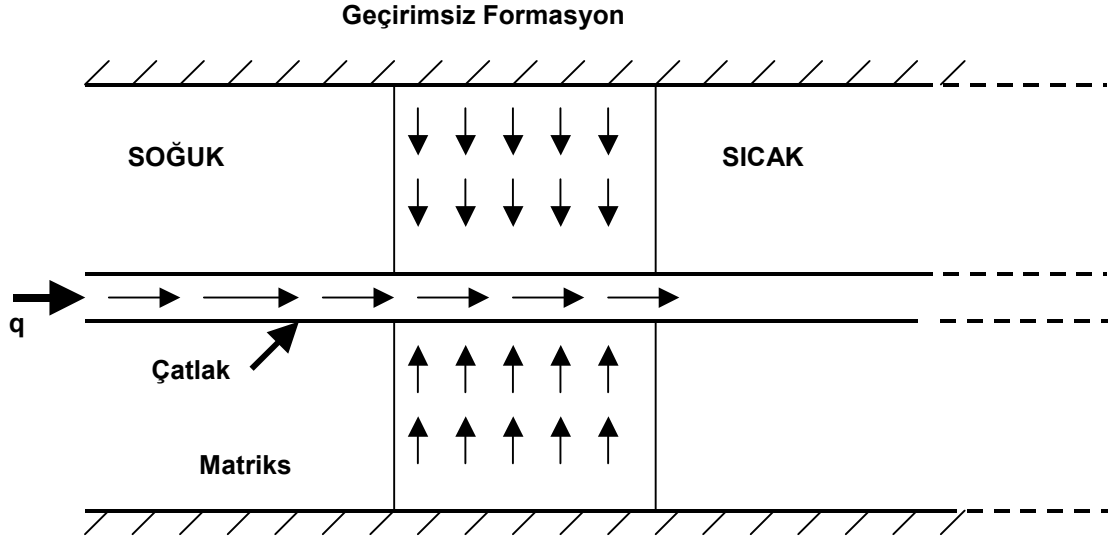 Geçirimsiz Formasyon
SOĞUK
SICAK
q
Çatlak
Matriks